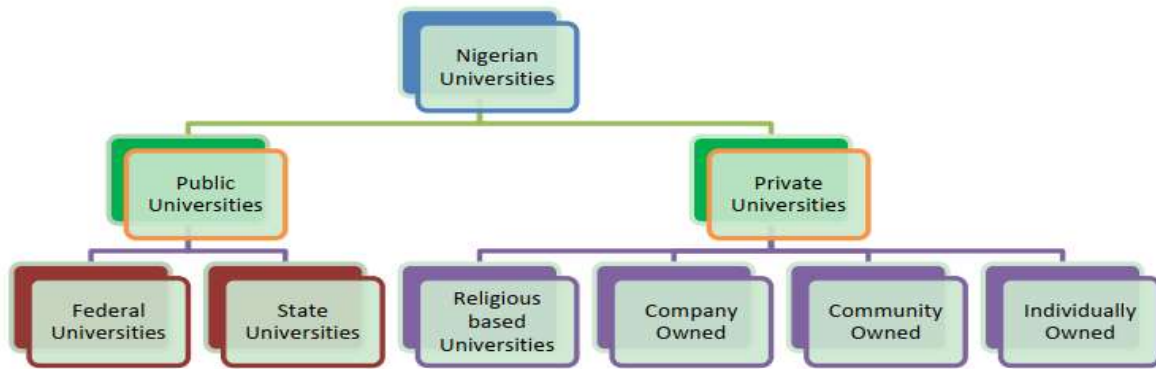 Nigerian
Universities
Public
Universities
Private
Universities
Federal
Universities
State
Universities
Religious
based
Universities
Company
Owned
Community
Owned
Individually
Owned